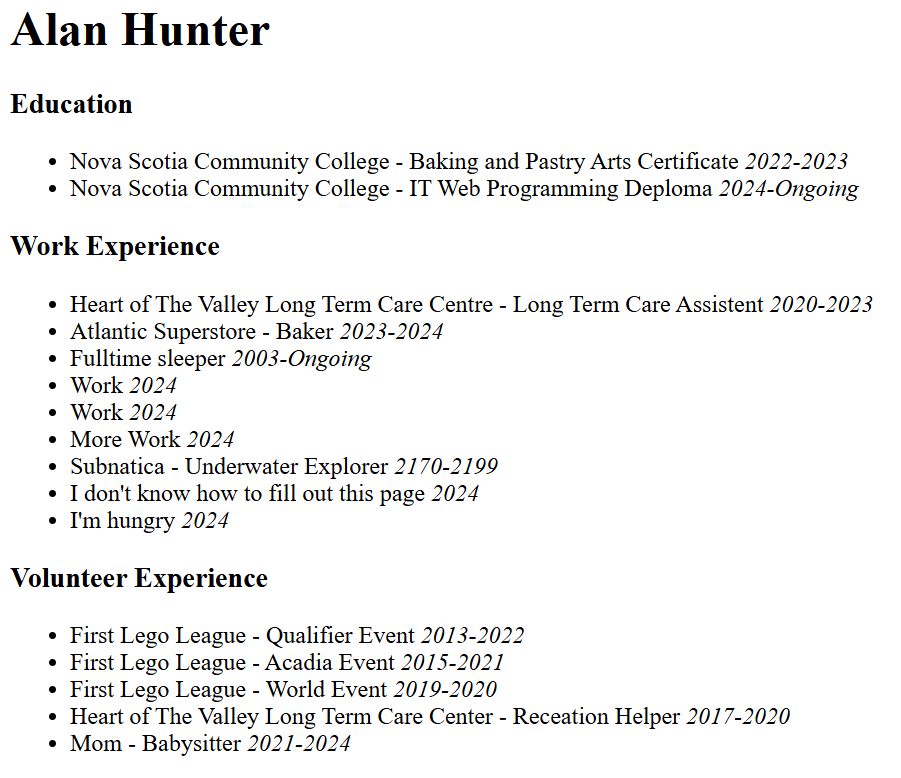 Alan Hunter
Education
• Nova Scotia Community College - Baking and Pastry Arts Certificate 2022-2023
• Nova Scotia Community College - IT Web Programming Deploma 2024-Ongoing
Work Experience
• Heart of The Valley Long Term Care Centre - Long Term Care Assistent 2020-2023
• Atlantic Superstore - Baker 2023-2024
• Fulltime sleeper 2003-Ongoing
• Work 2024
• Work 2024
• More Work 2024
• Subnatica - Underwater Explorer 2170-2199
• I don't know how to fill out this page 2024
• I'm hungry 2024
Volunteer Experience
• First Lego League - Qualifier Event 2013-2022
• First Lego League - Acadia Event 2015-2021
• First Lego League - World Event 2019-2020
• Heart of The Valley Long Term Care Center - Receation Helper 2017-2020
• Mom - Babysitter 2021-2024